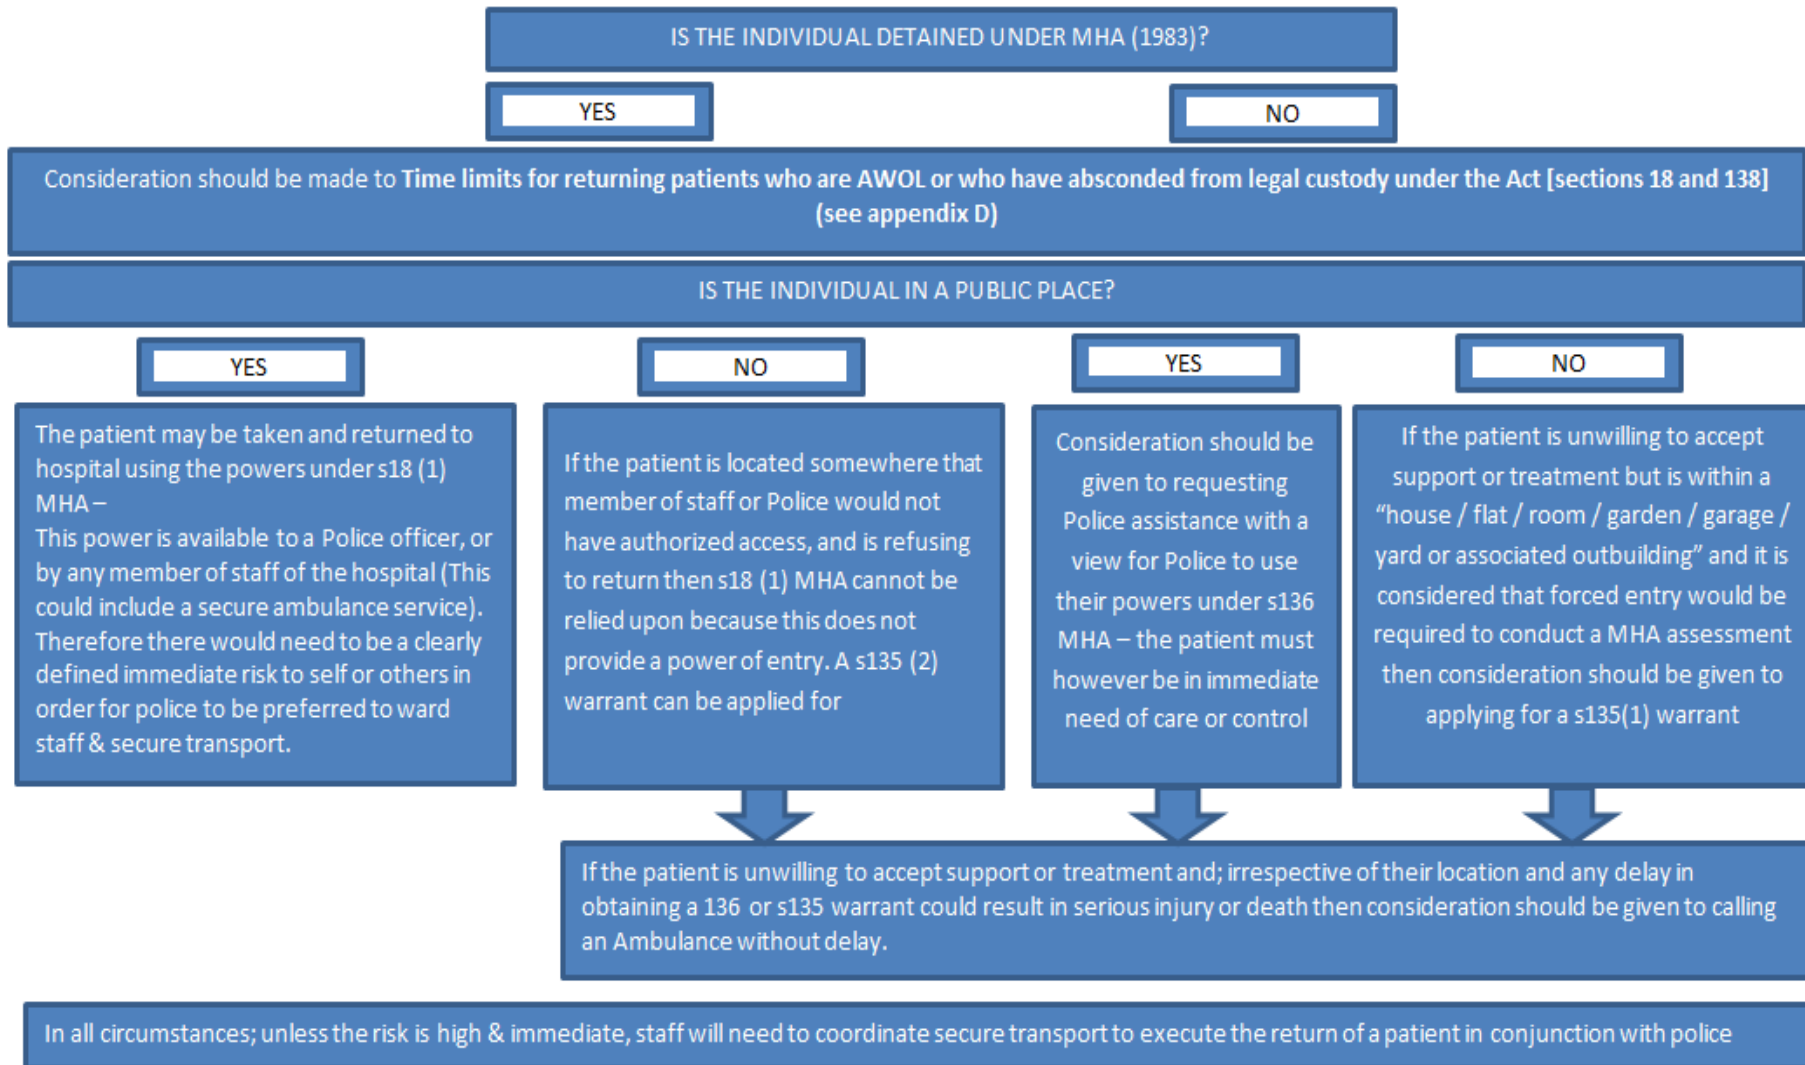 IS THE INDIVIDUAL DETAINED UNDER MHA (1983)?
YES
NO
Consideration should be made to Time limits for returning patients who are AWOL or who have absconded from legal custody under the Act [sections 18 and 138]
(see appendix D)
IS THE INDIVIDUAL IN A PUBLIC PLACE?
YES
NO
YES
NO
The patient may be taken and returned to
hospital using the powers under s18 (1)
MHA –
This power is available to a Police officer, or
by any member of staff of the hospital (This
could include a secure ambulance service).
Therefore there would need to be a clearly
defined immediate risk to self or others in
order for police to be preferred to ward
staff & secure transport.
If the patient is located somewhere that
member of staff or Police would not
have authorized access, and is refusing
to return then s18 (1) MHA cannot be
relied upon because this does not
provide a power of entry. A s135 (2)
warrant can be applied for
Consideration should be
given to requesting
Police assistance with a
view for Police to use
their powers under s136
MHA – the patient must
however be in immediate
need of care or control
If the patient is unwilling to accept
support or treatment but is within a
“house / flat / room / garden / garage /
yard or associated outbuilding” and it is
considered that forced entry would be
required to conduct a MHA assessment
then consideration should be given to
applying for a s135(1) warrant
If the patient is unwilling to accept support or treatment and; irrespective of their location and any delay in
obtaining a 136 or s135 warrant could result in serious injury or death then consideration should be given to calling
an Ambulance without delay.
In all circumstances; unless the risk is high & immediate, staff will need to coordinate secure transport to execute the return of a patient in conjunction with police